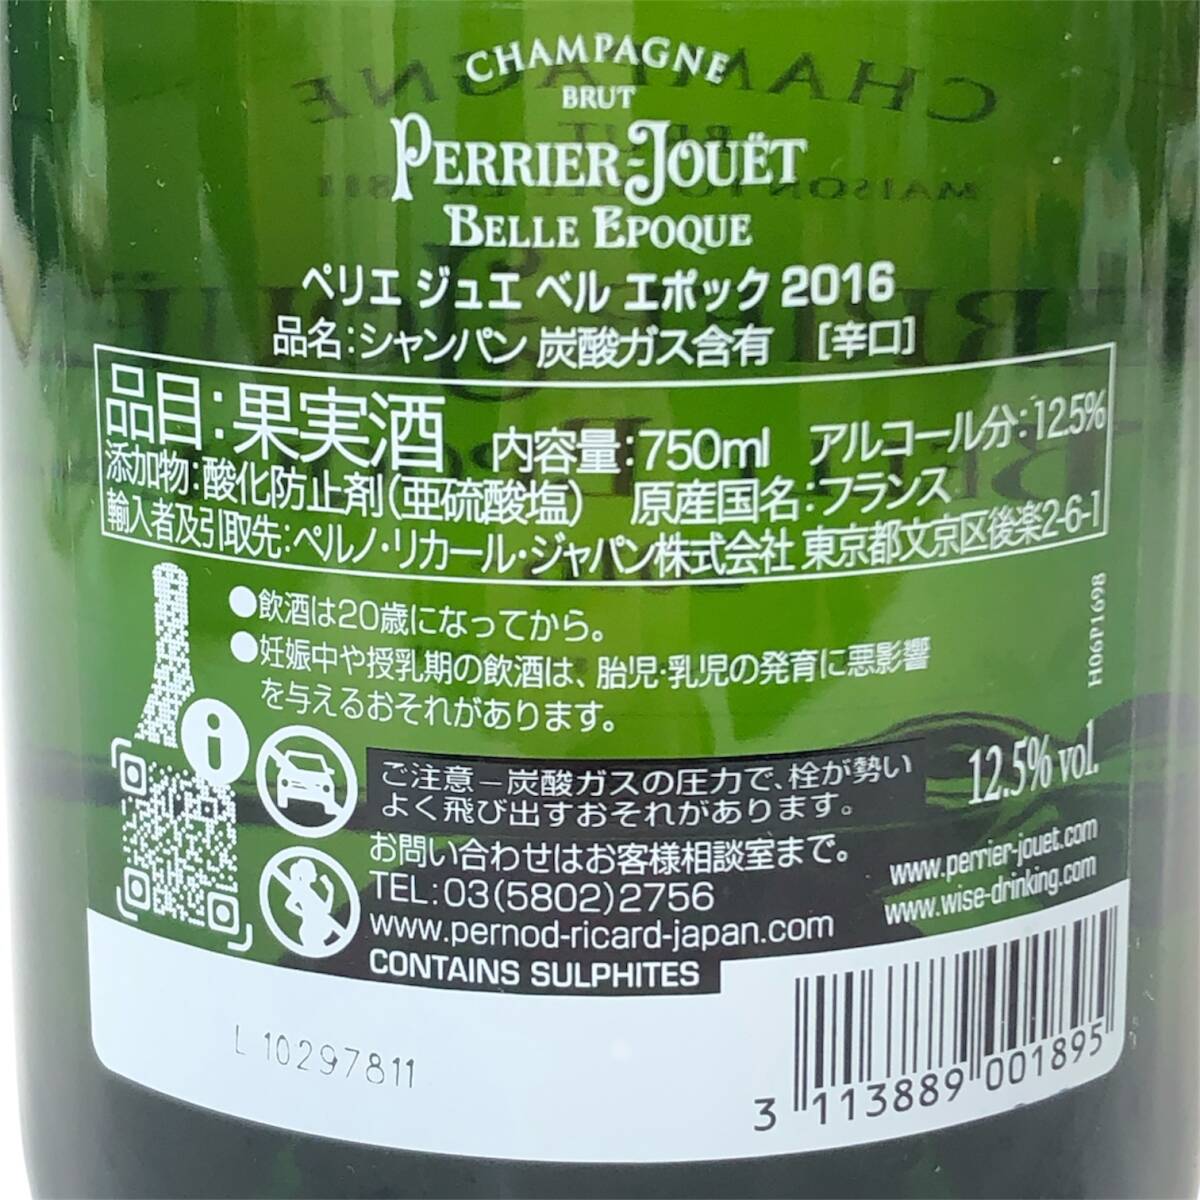 CHAMPAGNE
BRUT
PERRIER-JOUËT
BELLE EPOQUE
ペリエ ジュエ ベル エポック 2016
品名:シャンパン 炭酸ガス含有 [辛口]
品目:果実酒 内容量:750ml アルコール分:12.5%
添加物:酸化防止剤(亜硫酸塩) 原産国名:フランス
輸入者及引取先:ペルノ・リカール・ジャパン株式会社 東京都文京区後楽2-6-1
●飲酒は20歳になってから。
●妊娠中や授乳期の飲酒は、胎児・乳児の発育に悪影響
を与えるおそれがあります。
H06P1698
i
ご注意－炭酸ガスの圧力で、栓が勢い
よく飛び出すおそれがあります。
12.5% vol.
お問い合わせはお客様相談室まで。
TEL:03(5802)2756
www.pernod-ricard-japan.com
CONTAINS SULPHITES
www.perrier-jouet.com
www.wise-drinking.com
L 10297811
3 113889 001895